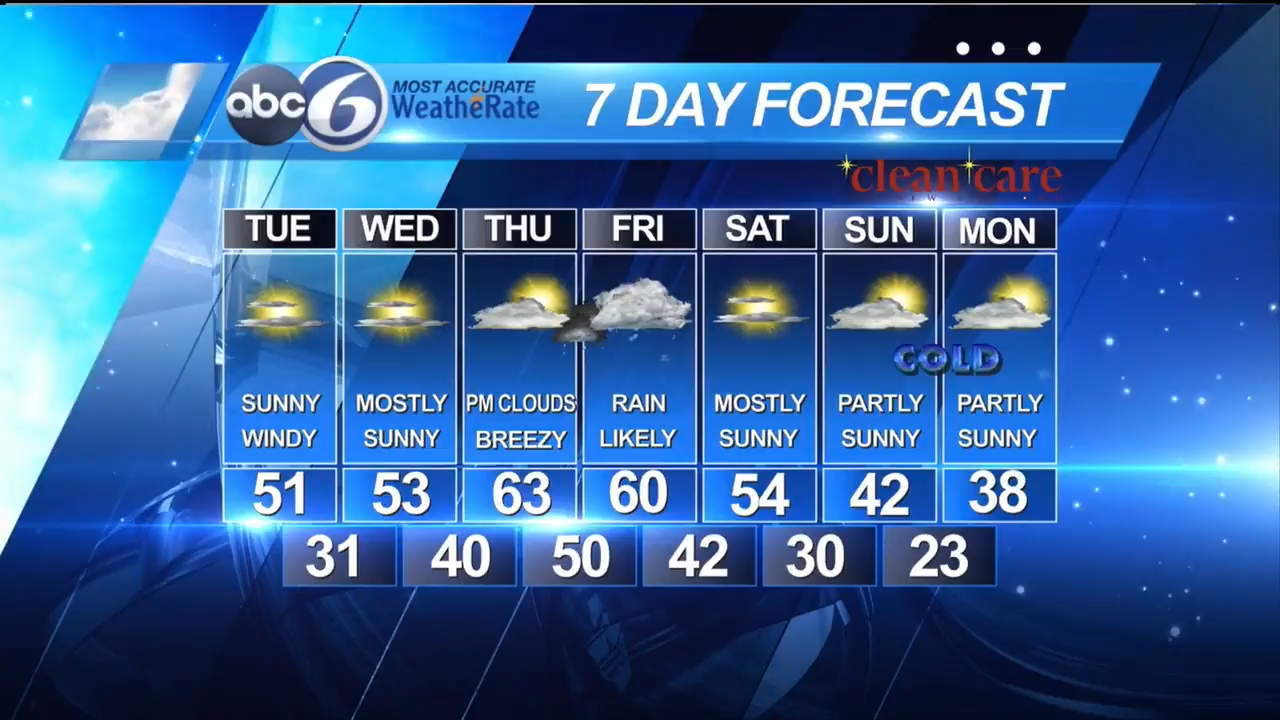 abc 6
MOST ACCURATE
WeatheRate
7 DAY FORECAST
clean care
TUE WED THU FRI SAT SUN MON
COLD
SUNNY MOSTLY PM CLOUDS RAIN MOSTLY PARTLY PARTLY
WINDY SUNNY BREEZY LIKELY SUNNY SUNNY SUNNY
51 53 63 60 54 42 38
31 40 50 42 30 23